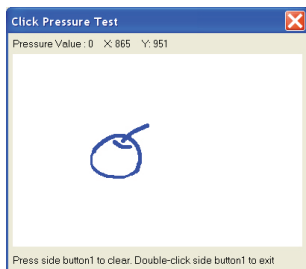 Click Pressure Test
Pressure Value : 0 X: 865 Y: 951
Press side button1 to clear. Double-click side button1 to exit